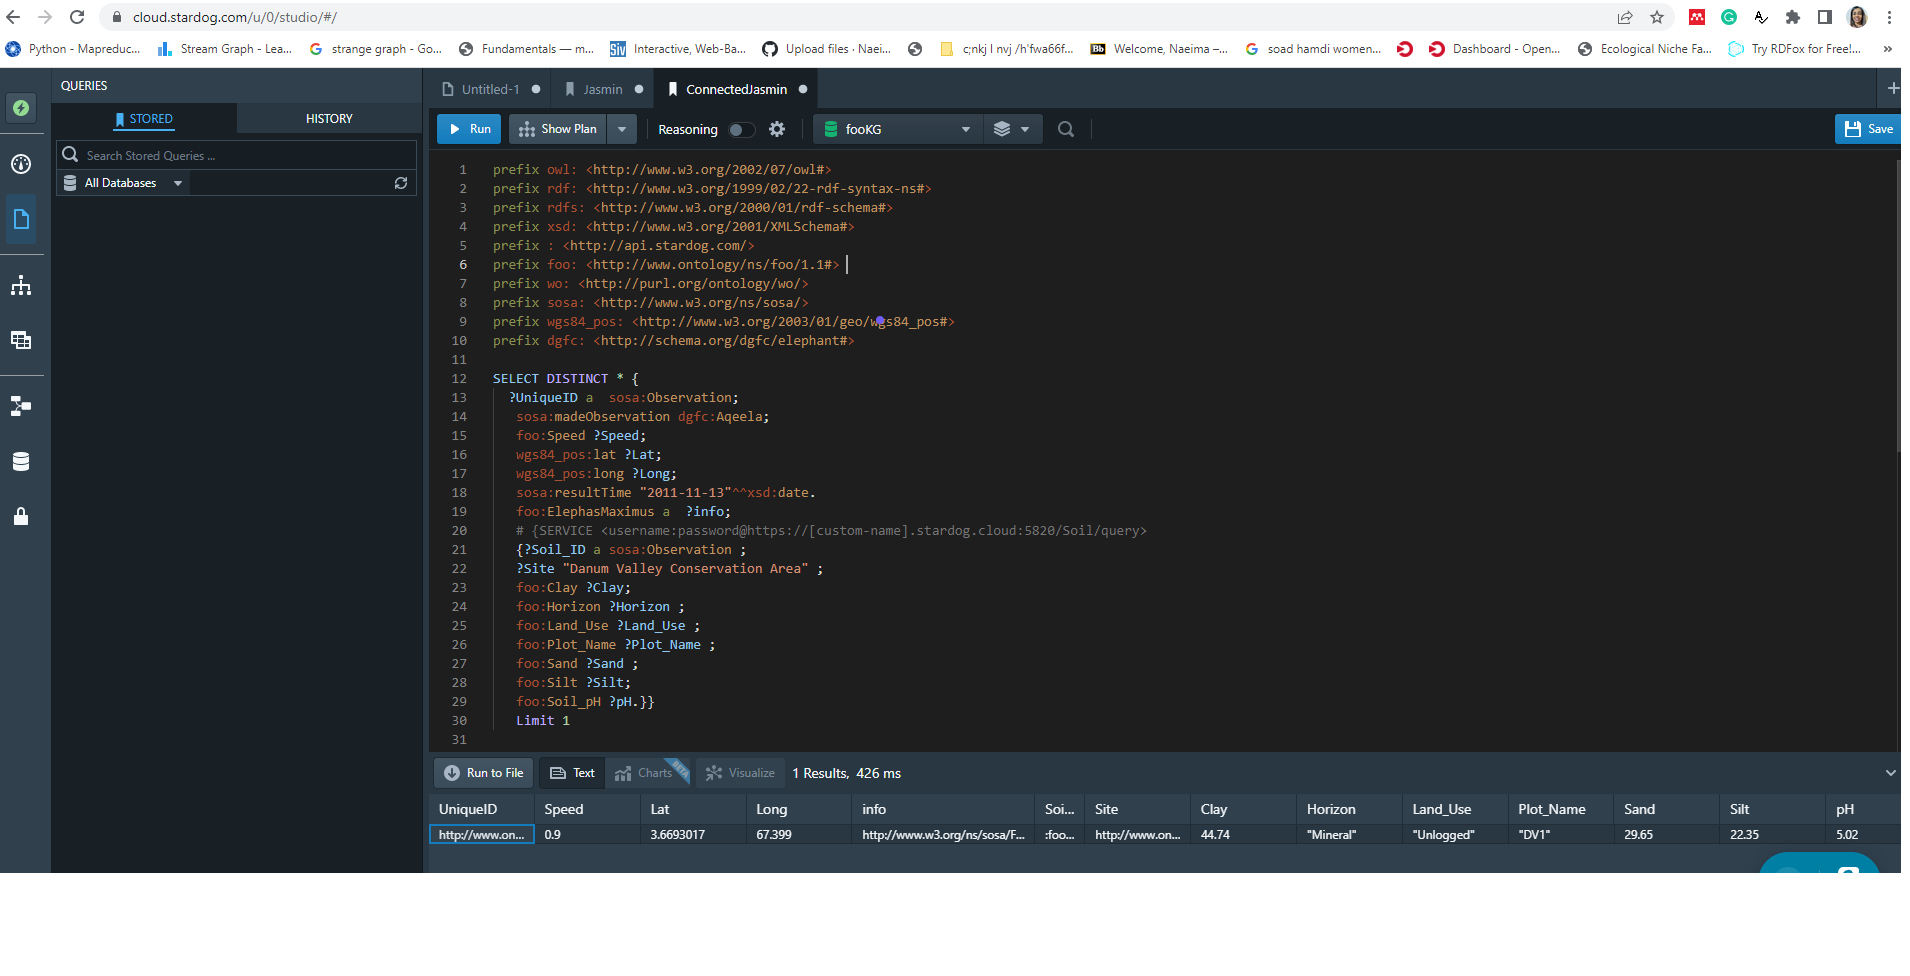 cloud.stardog.com/u/0/studio/#/
Python - Mapreduc... Stream Graph - Lea... strange graph - Go... Fundamentals — m... Siv Interactive, Web-Ba... Upload files · Naei... c;nkj l nvj /h'fwa66f... Bb Welcome, Naeima –... soad hamdi women... Dashboard - Open... Ecological Niche Fa... Try RDFox for Free!... »
QUERIES
STORED HISTORY
Search Stored Queries ...
All Databases
Untitled-1 Jasmin ConnectedJasmin
Run Show Plan Reasoning fooKG Save
1 prefix owl: <http://www.w3.org/2002/07/owl#>
2 prefix rdf: <http://www.w3.org/1999/02/22-rdf-syntax-ns#>
3 prefix rdfs: <http://www.w3.org/2000/01/rdf-schema#>
4 prefix xsd: <http://www.w3.org/2001/XMLSchema#>
5 prefix : <http://api.stardog.com/>
6 prefix foo: <http://www.ontology/ns/foo/1.1#>
7 prefix wo: <http://purl.org/ontology/wo/>
8 prefix sosa: <http://www.w3.org/ns/sosa/>
9 prefix wgs84_pos: <http://www.w3.org/2003/01/geo/wgs84_pos#>
10 prefix dgfc: <http://schema.org/dgfc/elephant#>
11
12 SELECT DISTINCT * {
13 ?UniqueID a sosa:Observation;
14 sosa:madeObservation dgfc:Aqeela;
15 foo:Speed ?Speed;
16 wgs84_pos:lat ?Lat;
17 wgs84_pos:long ?Long;
18 sosa:resultTime "2011-11-13"^^xsd:date.
19 foo:ElephasMaximus a ?info;
20 # {SERVICE <username:password@https://[custom-name].stardog.cloud:5820/Soil/query>
21 {?Soil_ID a sosa:Observation ;
22 ?Site "Danum Valley Conservation Area" ;
23 foo:Clay ?Clay;
24 foo:Horizon ?Horizon ;
25 foo:Land_Use ?Land_Use ;
26 foo:Plot_Name ?Plot_Name ;
27 foo:Sand ?Sand ;
28 foo:Silt ?Silt;
29 foo:Soil_pH ?pH.}}
30 Limit 1
31
Run to File Text Charts BETA Visualize 1 Results, 426 ms
UniqueID Speed Lat Long info Soi... Site Clay Horizon Land_Use Plot_Name Sand Silt pH
http://www.on... 0.9 3.6693017 67.399 http://www.w3.org/ns/sosa/F... :foo... http://www.on... 44.74 "Mineral" "Unlogged" "DV1" 29.65 22.35 5.02